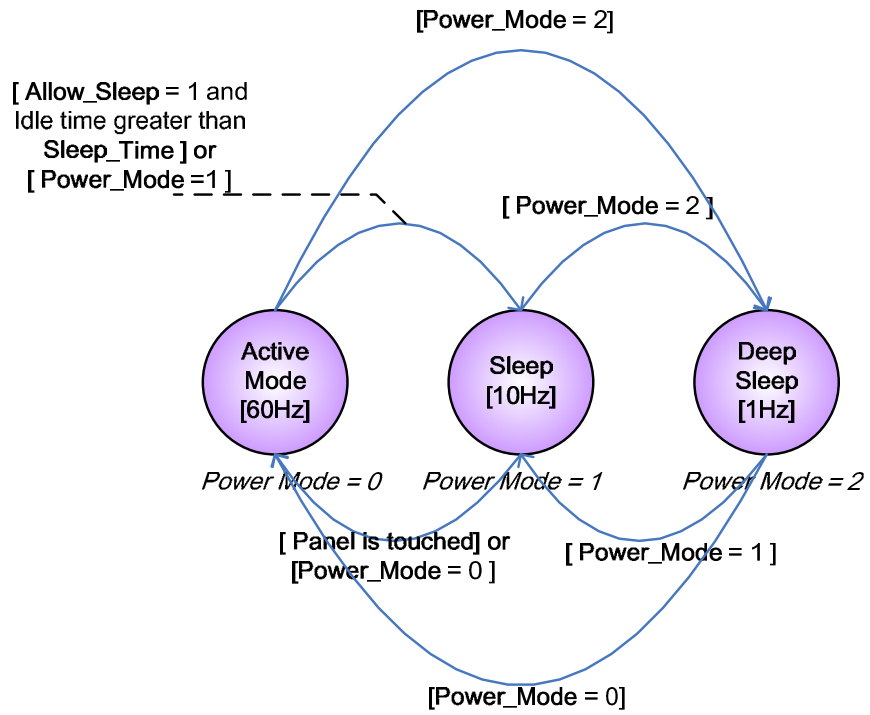 [Power_Mode = 2]
[ Allow_Sleep = 1 and
Idle time greater than
Sleep_Time ] or
[ Power_Mode =1 ]
[ Power_Mode = 2 ]
Active
Mode
[60Hz]
Sleep
[10Hz]
Deep
Sleep
[1Hz]
Power Mode = 0
Power Mode = 1
Power Mode = 2
[ Panel is touched] or
[Power_Mode = 0 ]
[ Power_Mode = 1 ]
[Power_Mode = 0]